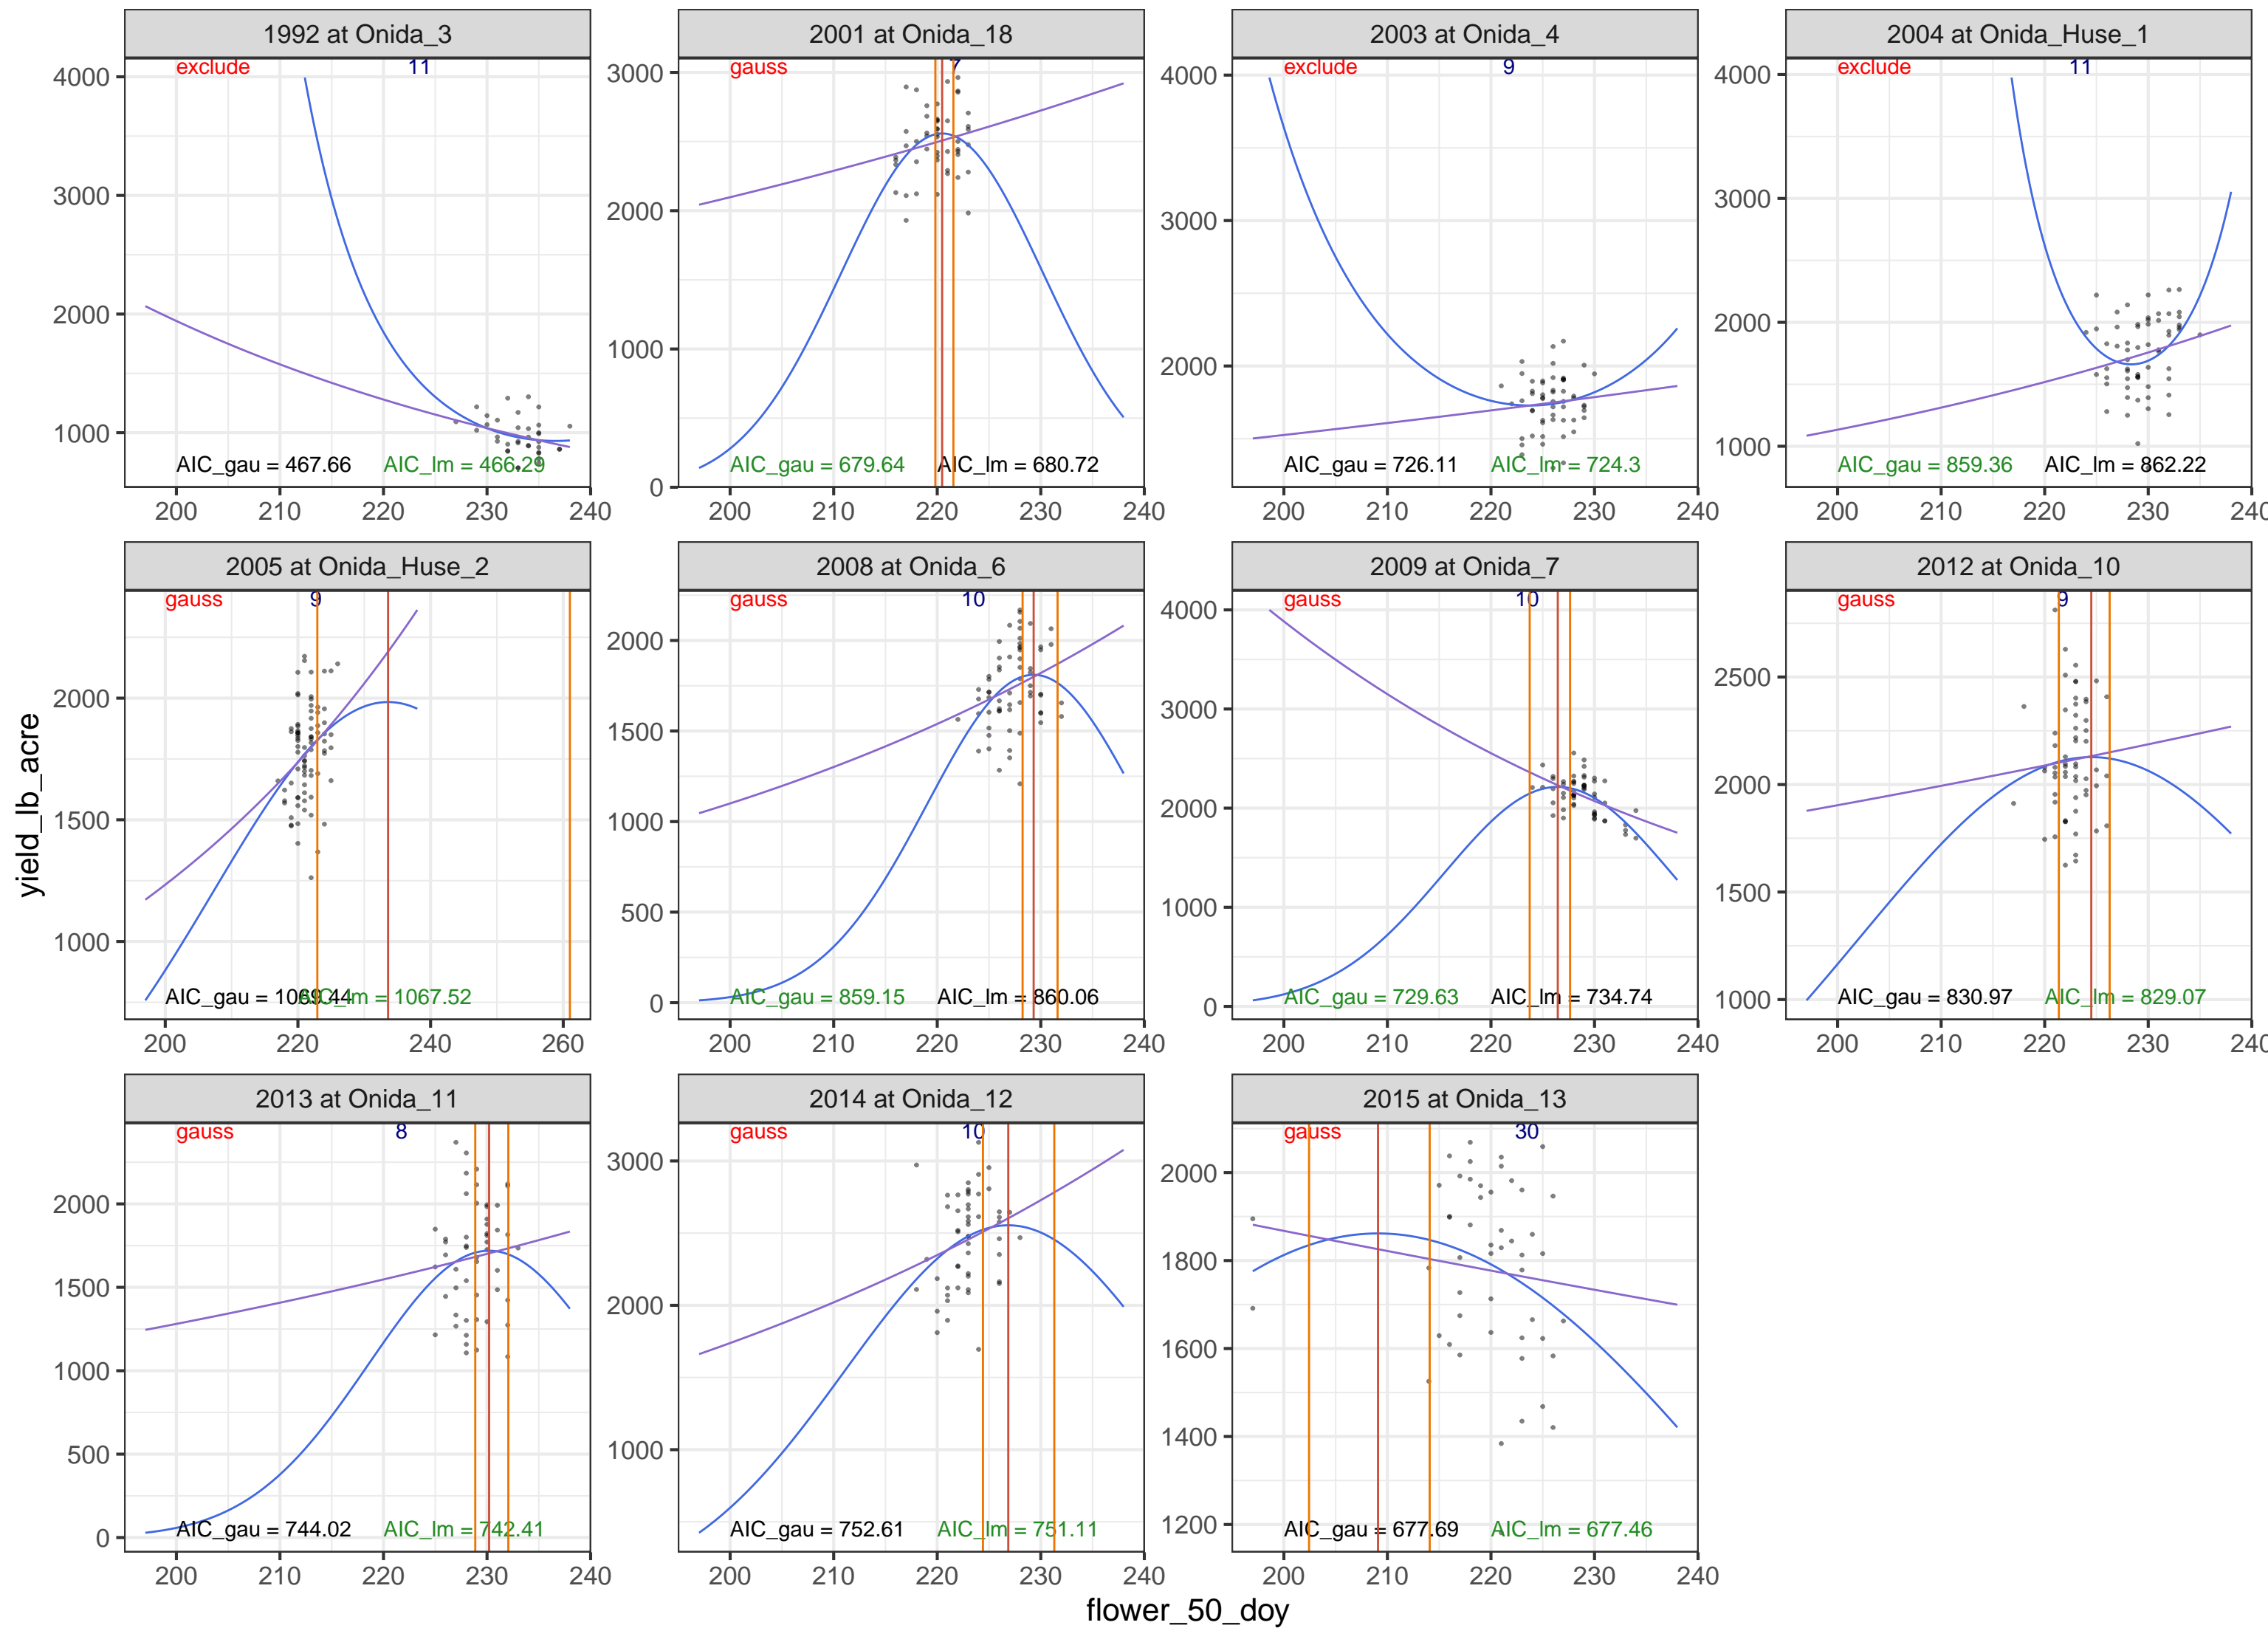 1992 at Onida_3
2001 at Onida_18
2003 at Onida_4
2004 at Onida_Huse_1
exclude 11
gauss 7
exclude 9
exclude 11
4000
3000
2000
1000
3000
2000
1000
0
4000
3000
2000
4000
3000
2000
1000
AIC_gau = 467.66 AIC_lm = 466.29
AIC_gau = 679.64 AIC_lm = 680.72
AIC_gau = 726.11 AIC_lm = 724.3
AIC_gau = 859.36 AIC_lm = 862.22
200 210 220 230 240
200 210 220 230 240
200 210 220 230 240
200 210 220 230 240
2005 at Onida_Huse_2
2008 at Onida_6
2009 at Onida_7
2012 at Onida_10
gauss 9
gauss 10
gauss 10
gauss 9
yield_lb_acre
2000
1500
1000
2000
1500
1000
500
0
4000
3000
2000
1000
0
2500
2000
1500
1000
AIC_gau = 1069.44 AIC_lm = 1067.52
AIC_gau = 859.15 AIC_lm = 860.06
AIC_gau = 729.63 AIC_lm = 734.74
AIC_gau = 830.97 AIC_lm = 829.07
200 220 240 260
200 210 220 230 240
200 210 220 230 240
200 210 220 230 240
2013 at Onida_11
2014 at Onida_12
2015 at Onida_13
gauss 8
gauss 10
gauss 30
2000
1500
1000
500
0
3000
2000
1000
2000
1800
1600
1400
1200
AIC_gau = 744.02 AIC_lm = 742.41
AIC_gau = 752.61 AIC_lm = 751.11
AIC_gau = 677.69 AIC_lm = 677.46
200 210 220 230 240
200 210 220 230 240
200 210 220 230 240
flower_50_doy